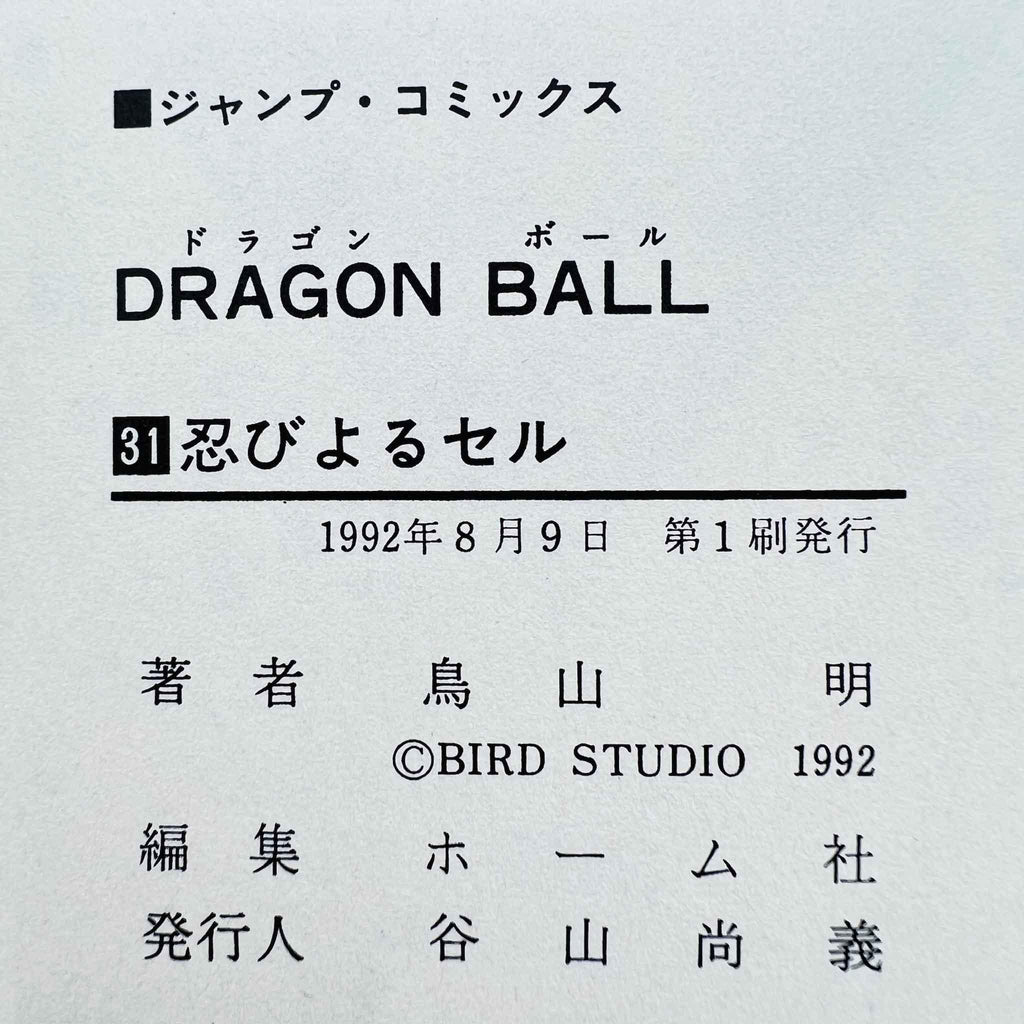 ■ジャンプ・コミックス
ドラゴン ボール
DRAGON BALL
31 忍びよるセル
1992年8月9日 第1刷発行
著者 鳥山 明
©BIRD STUDIO 1992
編集 ホーム社
発行人 谷山尚義